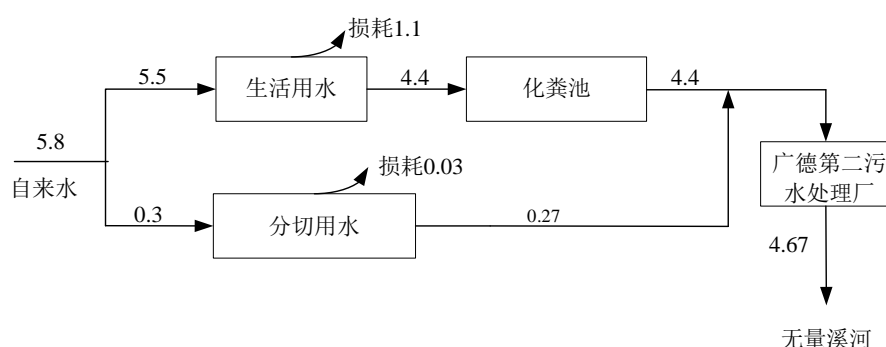 损耗1.1
5.5
生活用水
4.4
化粪池
4.4
5.8
自来水
广德第二污
水处理厂
损耗0.03
0.3
分切用水
0.27
4.67
无量溪河